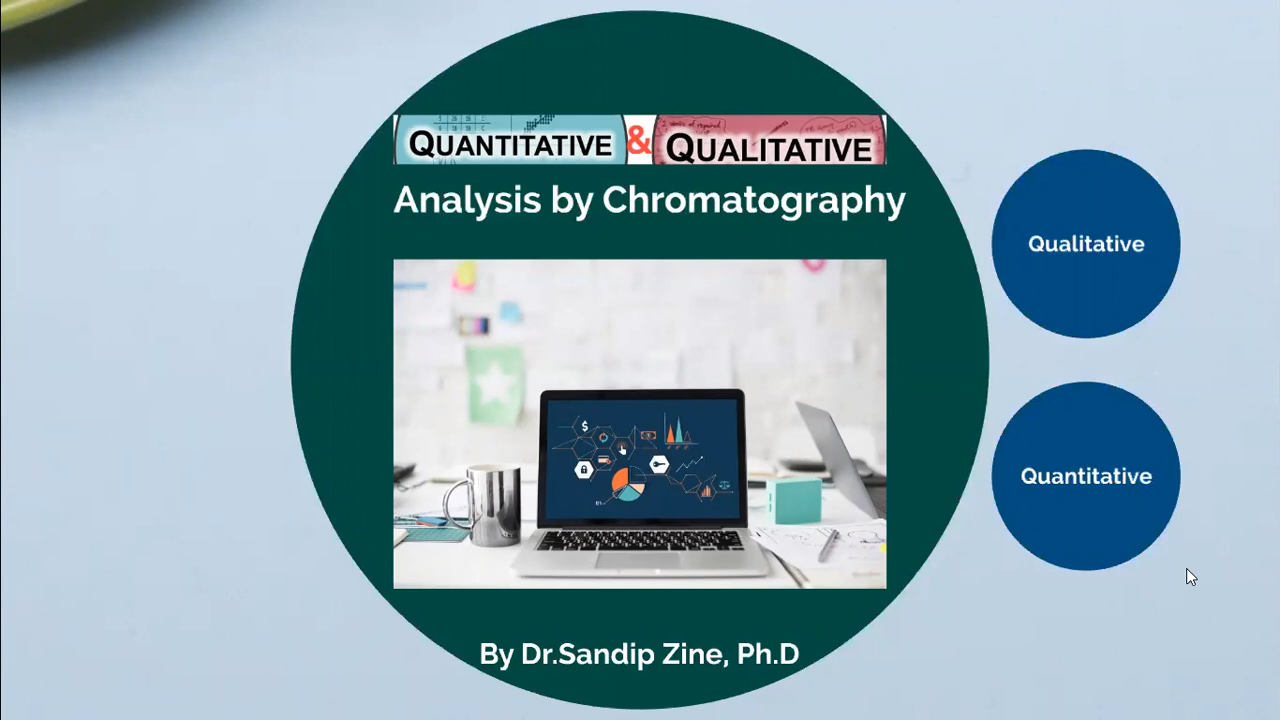 QUANTITATIVE & QUALITATIVE
Analysis by Chromatography
By Dr.Sandip Zine, Ph.D
Qualitative
Quantitative